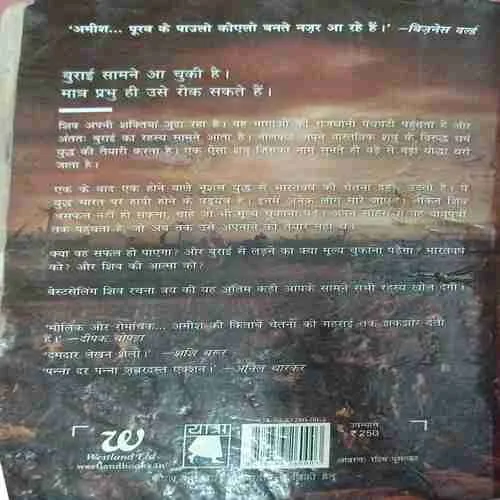 'अमीश... पूरब के पाउलो कोएलो बनते नज़र आ रहे हैं।' —बिज़नेस वर्ल्ड
बुराई सामने आ चुकी है।
मात्र प्रभु ही उसे रोक सकते हैं।
शिव अपनी शक्तियां जुटा रहा है। वह नागाओं की राजधानी पंचवटी पहुंचता है और
अंततः बुराई का रहस्य सामने आता है। नीलकंठ अपने वास्तविक शत्रु के विरुद्ध धर्म
युद्ध की तैयारी करता है। एक ऐसा शत्रु जिसका नाम सुनते ही बड़े से बड़ा योद्धा थर्रा
जाता है।
एक के बाद एक होने वाले नृशंस युद्ध से भारतवर्ष की चेतना दहल उठती है। ये
युद्ध भारत पर हावी होने के षड्यंत्र हैं। इनमें अनेक लोग मारे जाएंगे। लेकिन शिव
असफल नहीं हो सकता, चाहे जो भी मूल्य चुकाना पड़े। अपने साहस से वह वायुपुत्रों
तक पहुंचता है, जो अब तक उसे अपनाने को तैयार नहीं थे।
क्या वह सफल हो पाएगा? और बुराई से लड़ने का क्या मूल्य चुकाना पड़ेगा? भारतवर्ष
को? और शिव की आत्मा को?
बेस्टसेलिंग शिव रचना त्रय की यह अंतिम कड़ी आपके सामने सभी रहस्य खोल देगी।
'मौलिक और रोमांचक... अमीश की किताबें चेतना को गहराई तक झकझोर देती
हैं।' —दीपक चोपड़ा
'दमदार लेखन शैली।' —शशि थरूर
'पन्ना दर पन्ना ज़बरदस्त एक्शन।' —अनिल धारकर
w
Westland Ltd
westlandbooks.in
यात्रा
उपन्यास
₹250